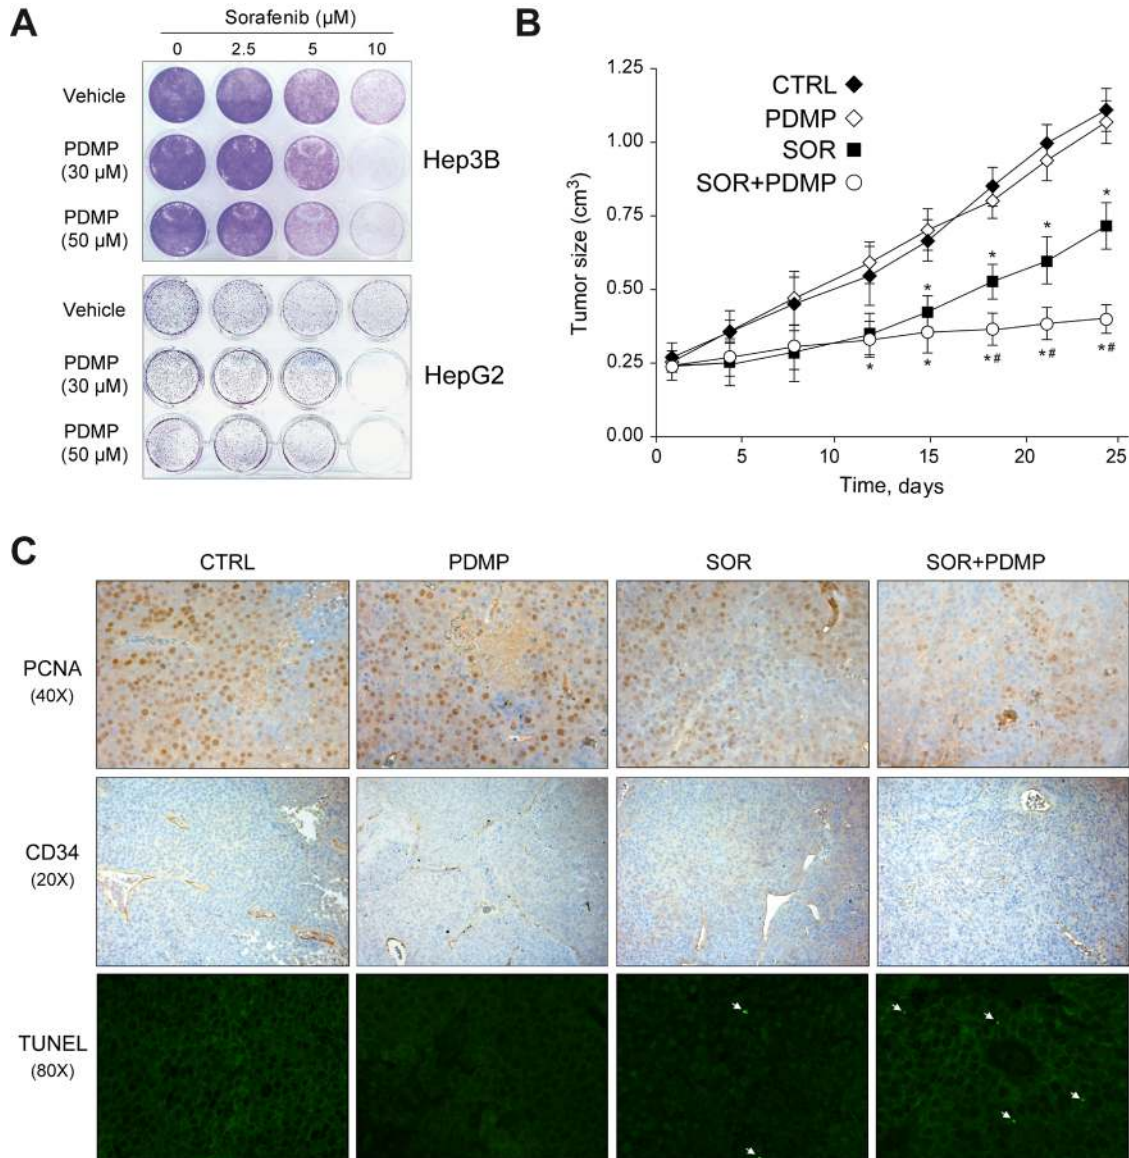 A
Sorafenib (µM)
0 2.5 5 10
Vehicle
PDMP
(30 µM)
PDMP
(50 µM)
Hep3B
Vehicle
PDMP
(30 µM)
PDMP
(50 µM)
HepG2
B
1.25
1.00
0.75
0.50
0.25
0.00
Tumor size (cm³)
CTRL
PDMP
SOR
SOR+PDMP
* * * * *
* * *# *# *#
0 5 10 15 20 25
Time, days
C
CTRL PDMP SOR SOR+PDMP
PCNA
(40X)
CD34
(20X)
TUNEL
(80X)